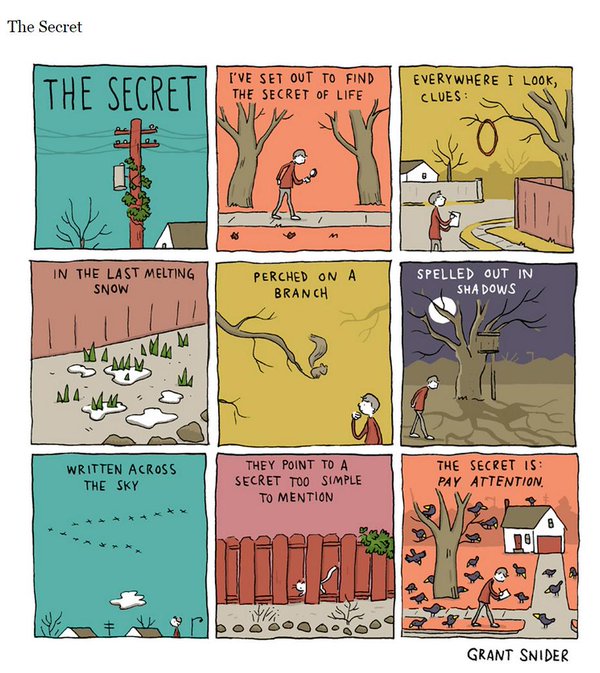 The Secret
THE SECRET
I'VE SET OUT TO FIND
THE SECRET OF LIFE
EVERYWHERE I LOOK,
CLUES:
IN THE LAST MELTING
SNOW
PERCHED ON A
BRANCH
SPELLED OUT IN
SHADOWS
WRITTEN ACROSS
THE SKY
THEY POINT TO A
SECRET TOO SIMPLE
TO MENTION
THE SECRET IS:
PAY ATTENTION.
GRANT SNIDER